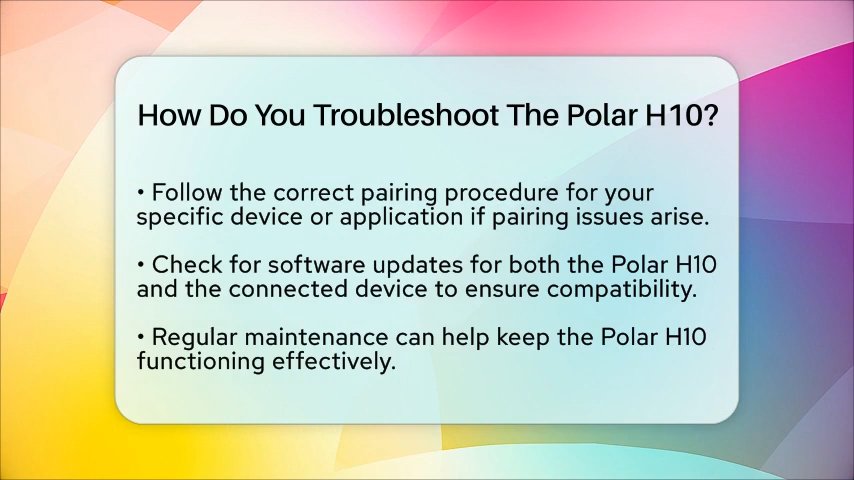 How Do You Troubleshoot The Polar H10?
• Follow the correct pairing procedure for your
specific device or application if pairing issues arise.
• Check for software updates for both the Polar H10
and the connected device to ensure compatibility.
• Regular maintenance can help keep the Polar H10
functioning effectively.